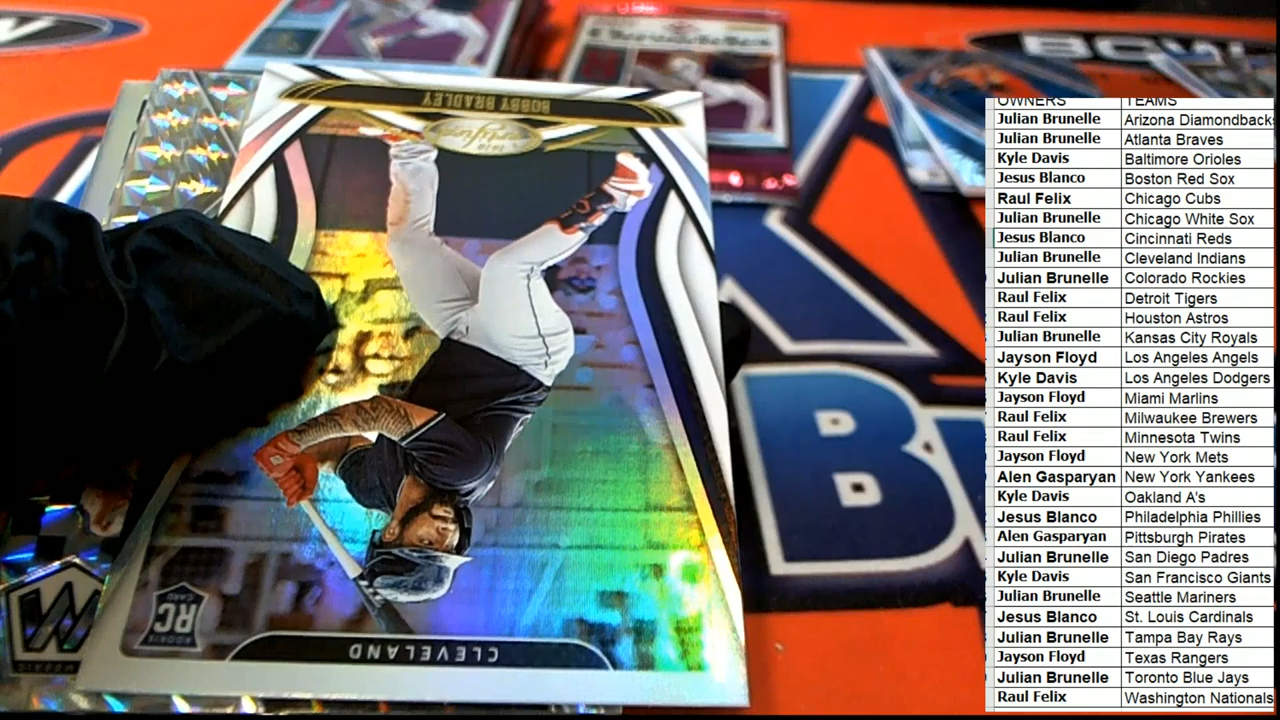 BOBBY BRADLEY
Certified
RC
ROOKIE
CARD
CLEVELAND
MOSAIC
BCW
B
OWNERS TEAMS
Julian Brunelle Arizona Diamondback
Julian Brunelle Atlanta Braves
Kyle Davis Baltimore Orioles
Jesus Blanco Boston Red Sox
Raul Felix Chicago Cubs
Julian Brunelle Chicago White Sox
Jesus Blanco Cincinnati Reds
Julian Brunelle Cleveland Indians
Julian Brunelle Colorado Rockies
Raul Felix Detroit Tigers
Raul Felix Houston Astros
Julian Brunelle Kansas City Royals
Jayson Floyd Los Angeles Angels
Kyle Davis Los Angeles Dodgers
Jayson Floyd Miami Marlins
Raul Felix Milwaukee Brewers
Raul Felix Minnesota Twins
Jayson Floyd New York Mets
Alen Gasparyan New York Yankees
Kyle Davis Oakland A's
Jesus Blanco Philadelphia Phillies
Alen Gasparyan Pittsburgh Pirates
Julian Brunelle San Diego Padres
Kyle Davis San Francisco Giants
Julian Brunelle Seattle Mariners
Jesus Blanco St. Louis Cardinals
Julian Brunelle Tampa Bay Rays
Jayson Floyd Texas Rangers
Julian Brunelle Toronto Blue Jays
Raul Felix Washington Nationals